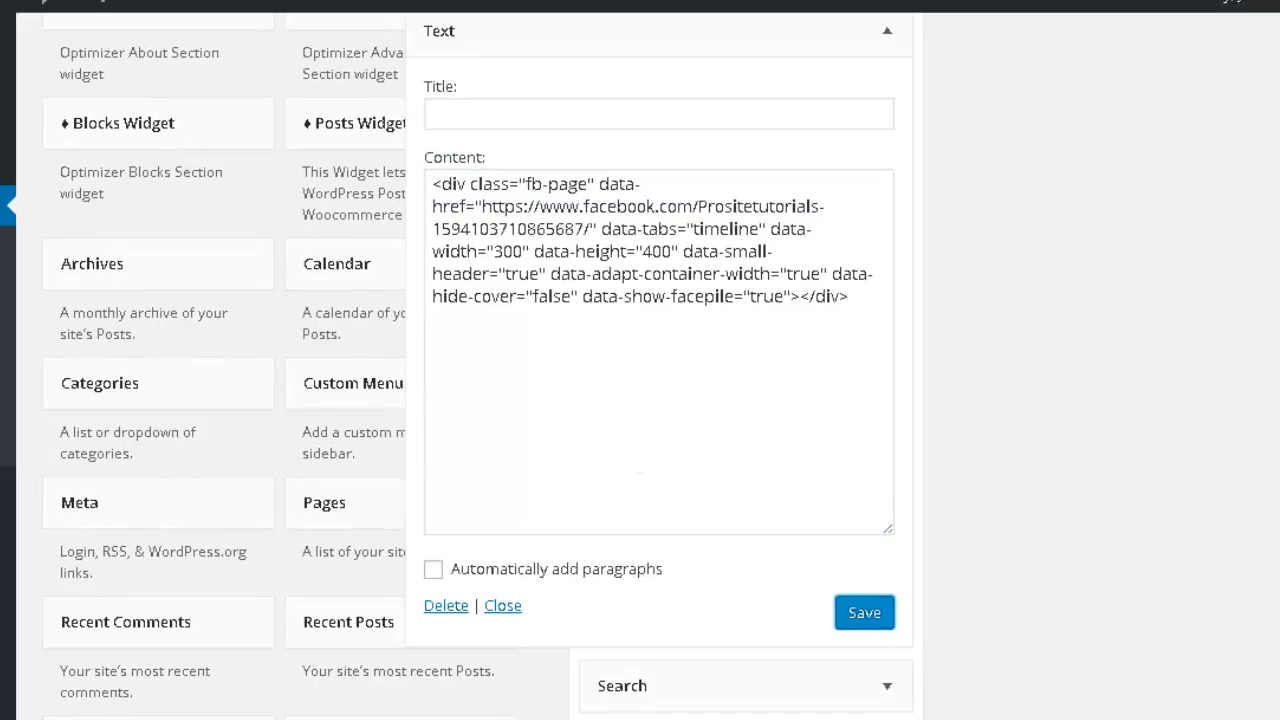 Text
Title:
Content:
<div class="fb-page" data-
href="https://www.facebook.com/Prositetutorials-
1594103710865687/" data-tabs="timeline" data-
width="300" data-height="400" data-small-
header="true" data-adapt-container-width="true" data-
hide-cover="false" data-show-facepile="true"></div>
Automatically add paragraphs
Delete | Close
Save
Search
Optimizer About Section
widget
Optimizer Adva
Section widget
♦ Blocks Widget
♦ Posts Widget
Optimizer Blocks Section
widget
This Widget lets
WordPress Post
Woocommerce
Archives
Calendar
A monthly archive of your
site's Posts.
A calendar of yo
Posts.
Categories
Custom Menu
A list or dropdown of
categories.
Add a custom m
sidebar.
Meta
Pages
Login, RSS, & WordPress.org
links.
A list of your site
Recent Comments
Recent Posts
Your site's most recent
comments.
Your site's most recent Posts.